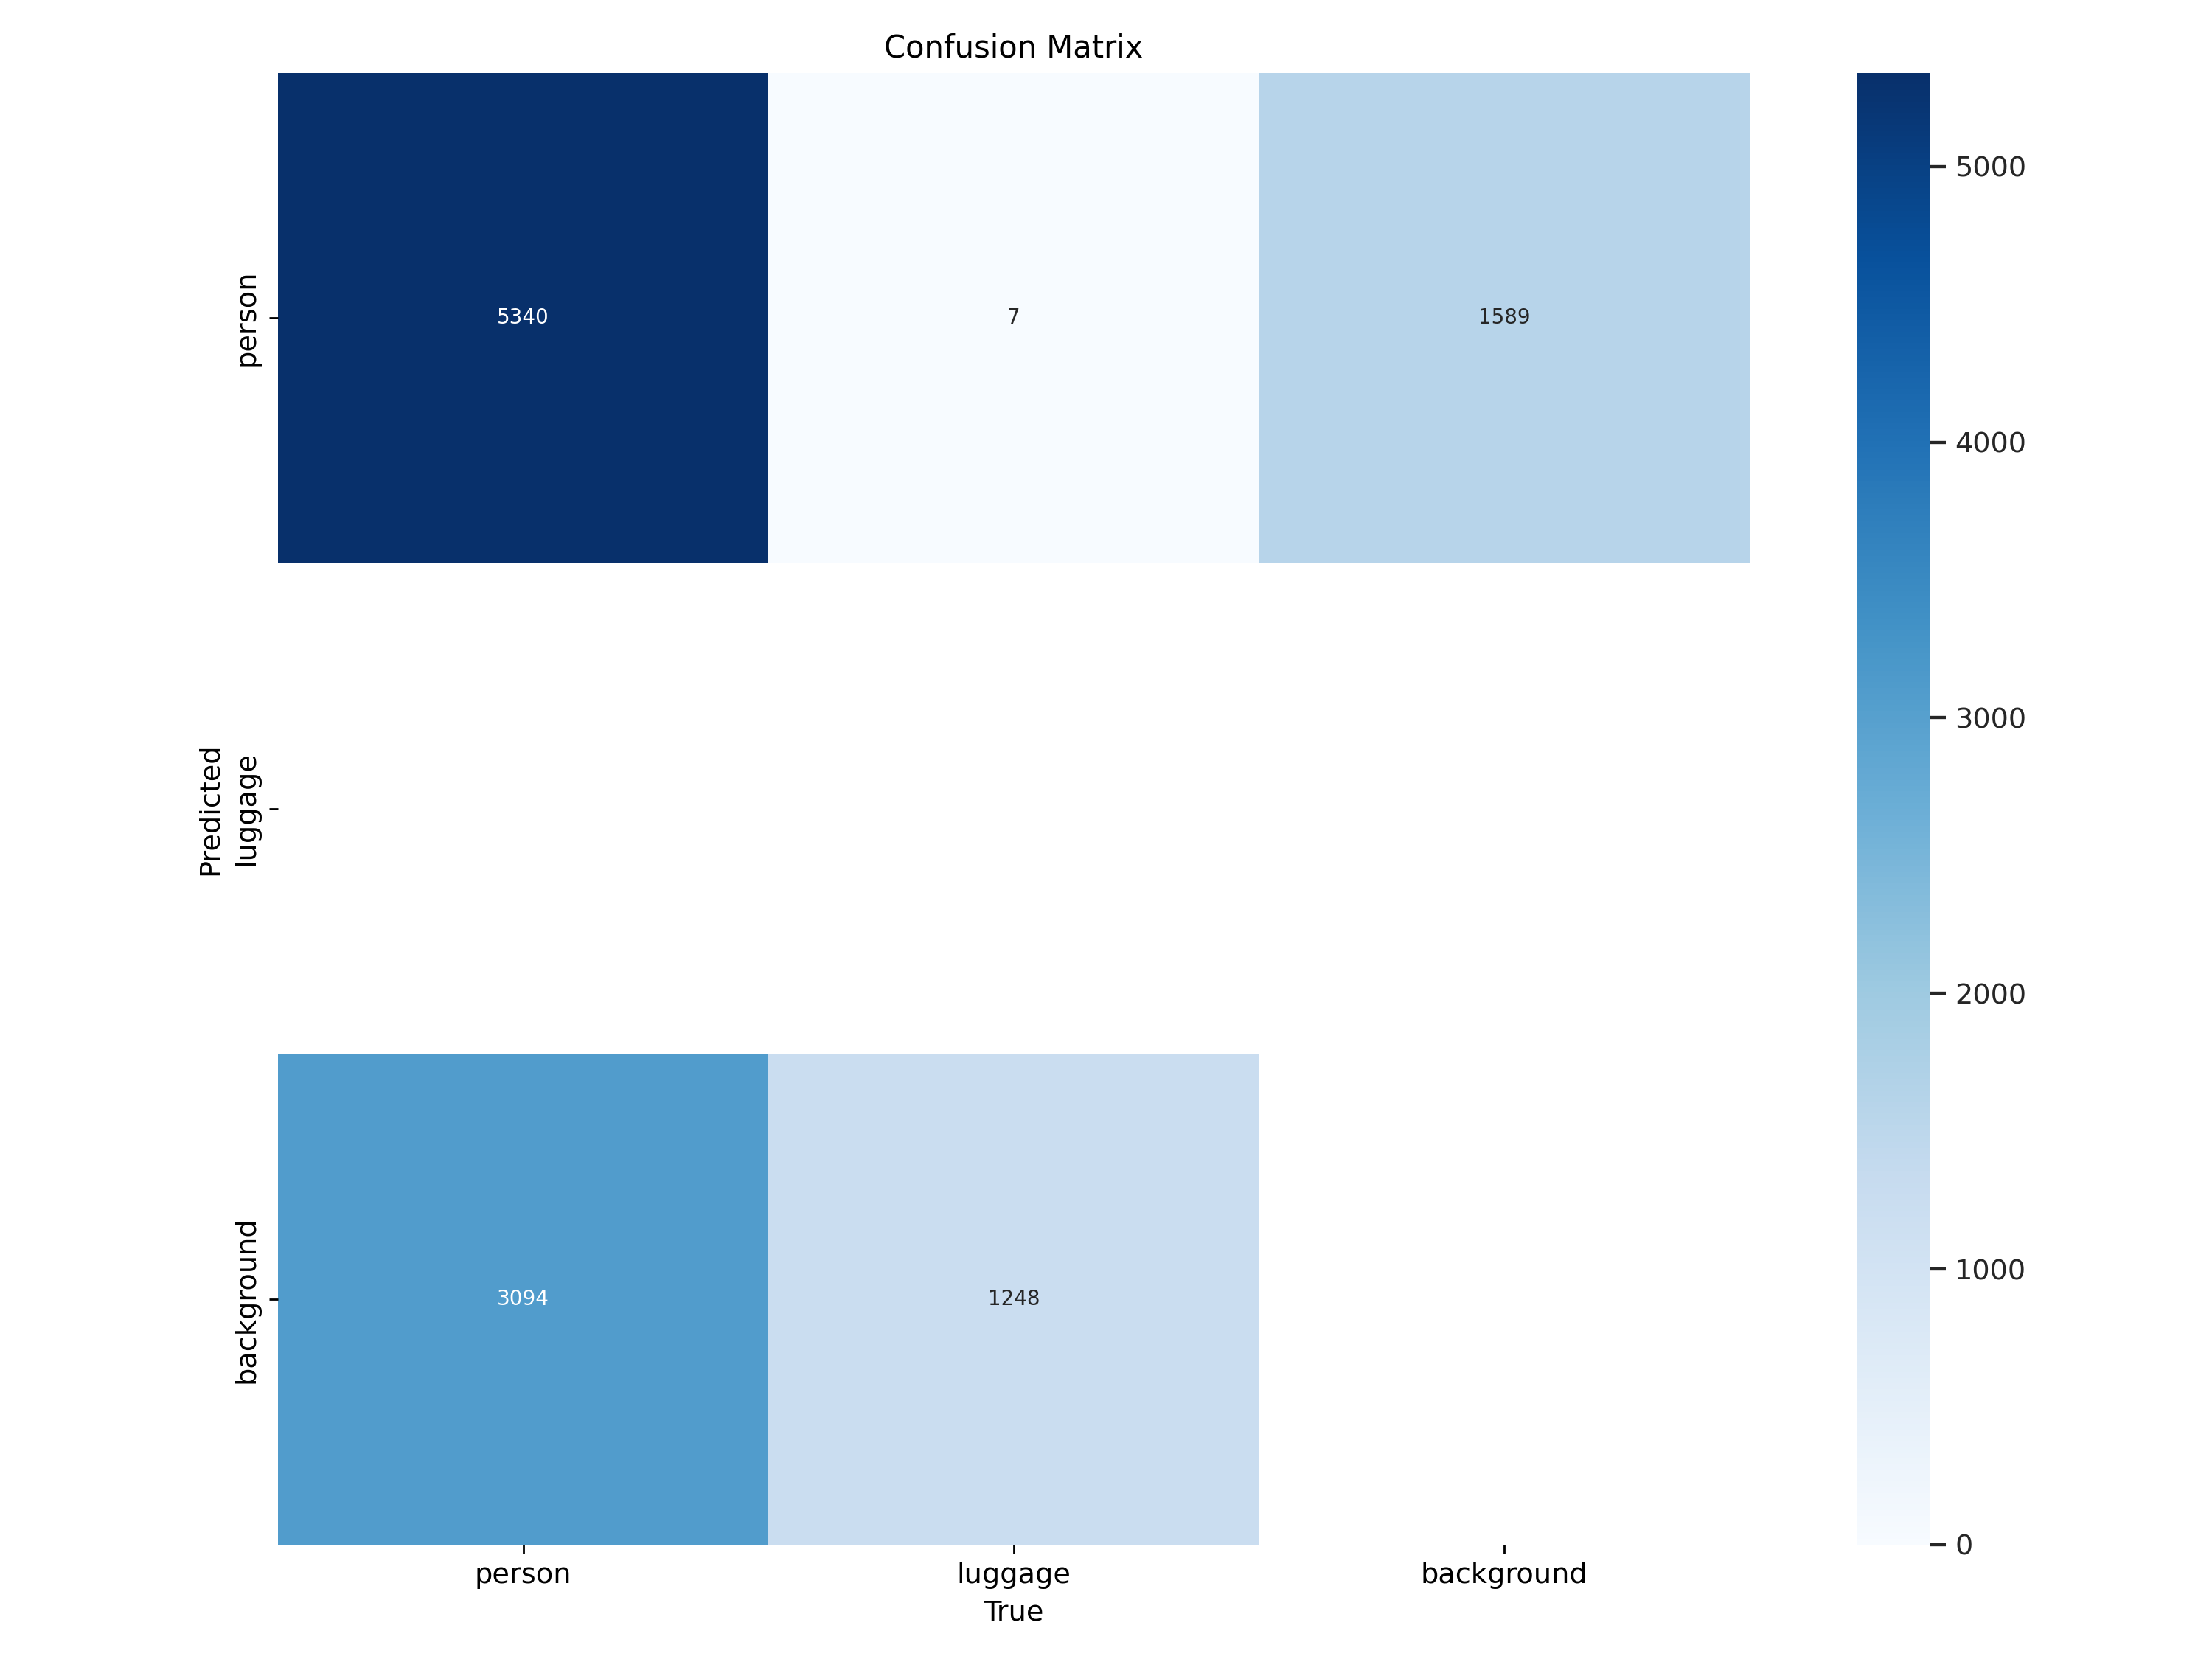 Confusion Matrix
person
5340
7
1589
5000
4000
3000
2000
1000
0
Predicted
luggage
background
3094
1248
person
luggage
background
True